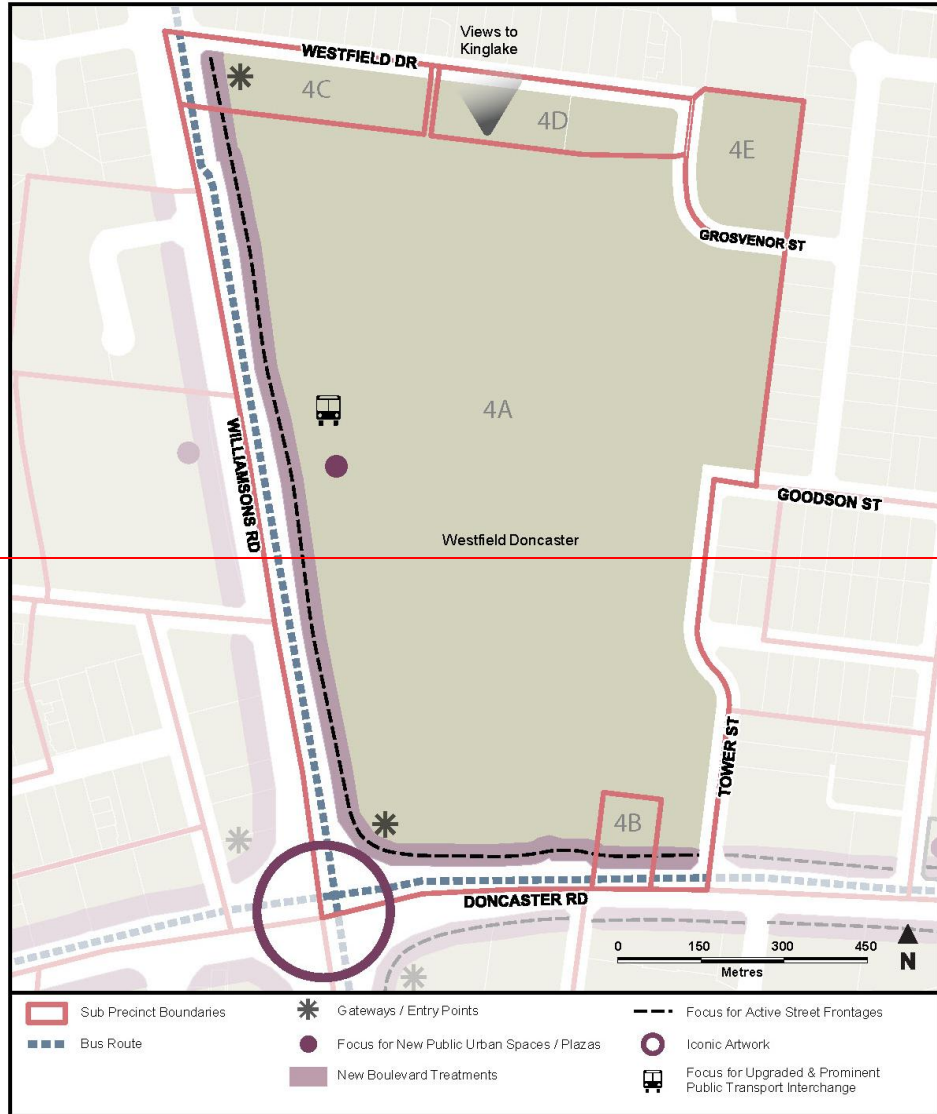 Views to
Kinglake
WESTFIELD DR
4C
4D
4E
GROSVENOR ST
4A
WILLIAMSONS RD
GOODSON ST
Westfield Doncaster
TOWER ST
4B
DONCASTER RD
0 150 300 450
Metres
N
Sub Precinct Boundaries
Bus Route
Gateways / Entry Points
Focus for New Public Urban Spaces / Plazas
New Boulevard Treatments
Focus for Active Street Frontages
Iconic Artwork
Focus for Upgraded & Prominent
Public Transport Interchange